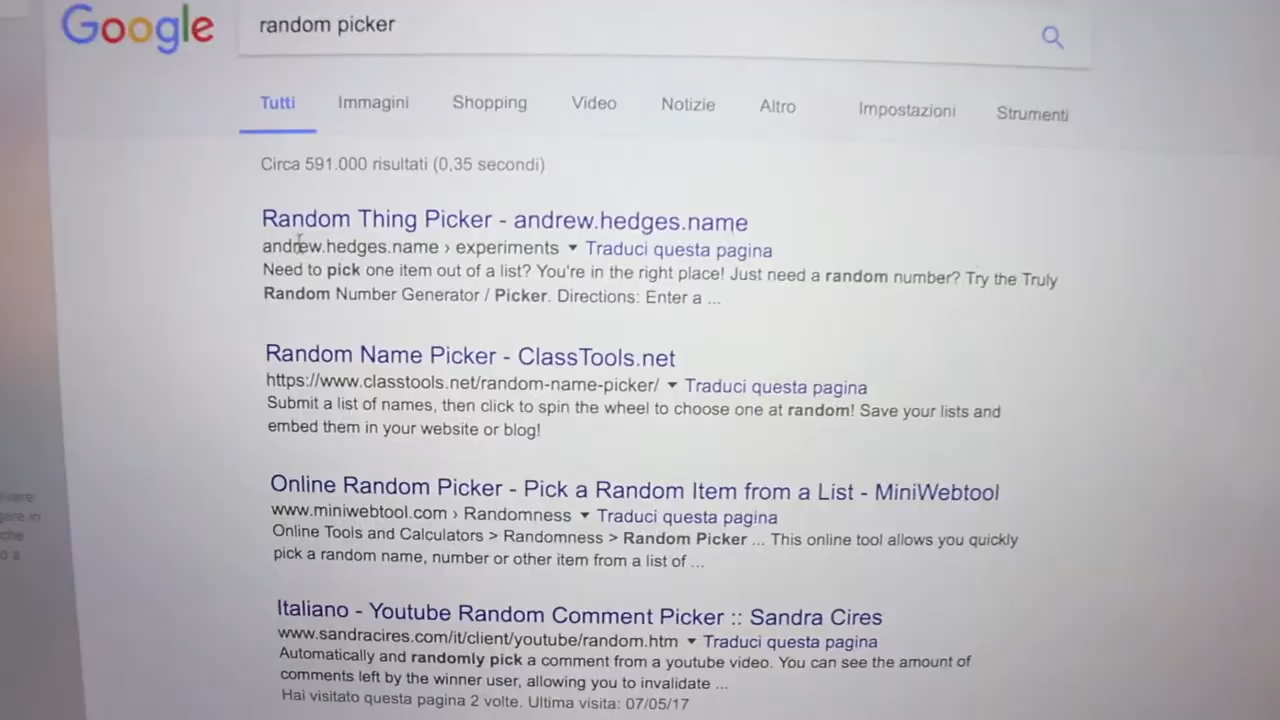 Google random picker
Tutti Immagini Shopping Video Notizie Altro Impostazioni Strumenti
Circa 591.000 risultati (0,35 secondi)
Random Thing Picker - andrew.hedges.name
andrew.hedges.name › experiments ▼ Traduci questa pagina
Need to pick one item out of a list? You're in the right place! Just need a random number? Try the Truly
Random Number Generator / Picker. Directions: Enter a ...
Random Name Picker - ClassTools.net
https://www.classtools.net/random-name-picker/ ▼ Traduci questa pagina
Submit a list of names, then click to spin the wheel to choose one at random! Save your lists and
embed them in your website or blog!
Online Random Picker - Pick a Random Item from a List - MiniWebtool
www.miniwebtool.com › Randomness ▼ Traduci questa pagina
Online Tools and Calculators > Randomness > Random Picker ... This online tool allows you quickly
pick a random name, number or other item from a list of ...
Italiano - Youtube Random Comment Picker :: Sandra Cires
www.sandracires.com/it/client/youtube/random.htm ▼ Traduci questa pagina
Automatically and randomly pick a comment from a youtube video. You can see the amount of
comments left by the winner user, allowing you to invalidate ...
Hai visitato questa pagina 2 volte. Ultima visita: 07/05/17